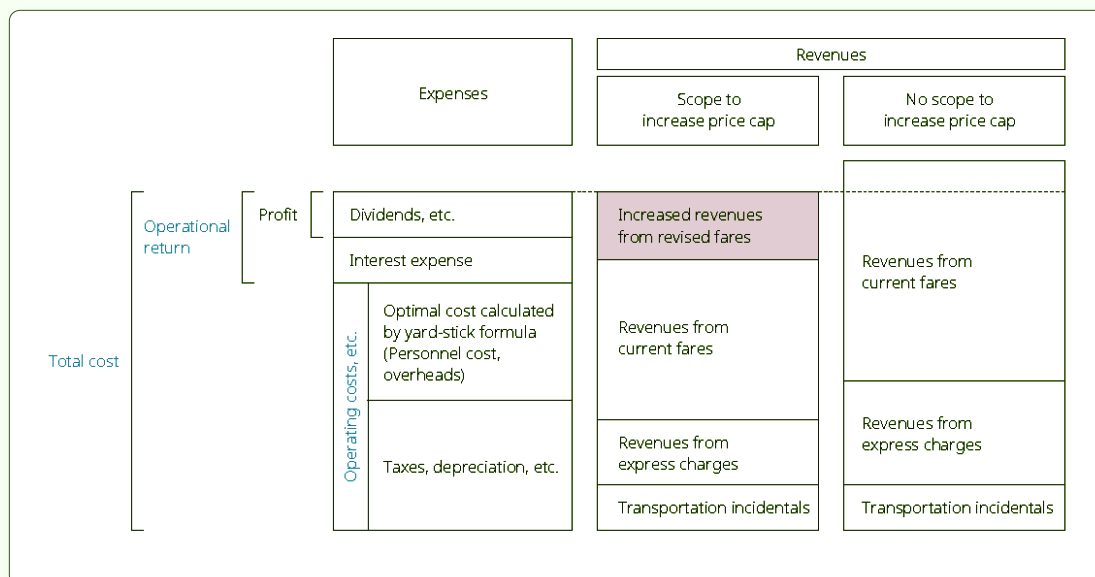 Revenues
Expenses
Scope to
increase price cap
No scope to
increase price cap
Total cost
Operational
return
Profit
Dividends, etc.
Interest expense
Operating costs, etc.
Optimal cost calculated
by yard-stick formula
(Personnel cost,
overheads)
Taxes, depreciation, etc.
Increased revenues
from revised fares
Revenues from
current fares
Revenues from
express charges
Transportation incidentals
Revenues from
current fares
Revenues from
express charges
Transportation incidentals